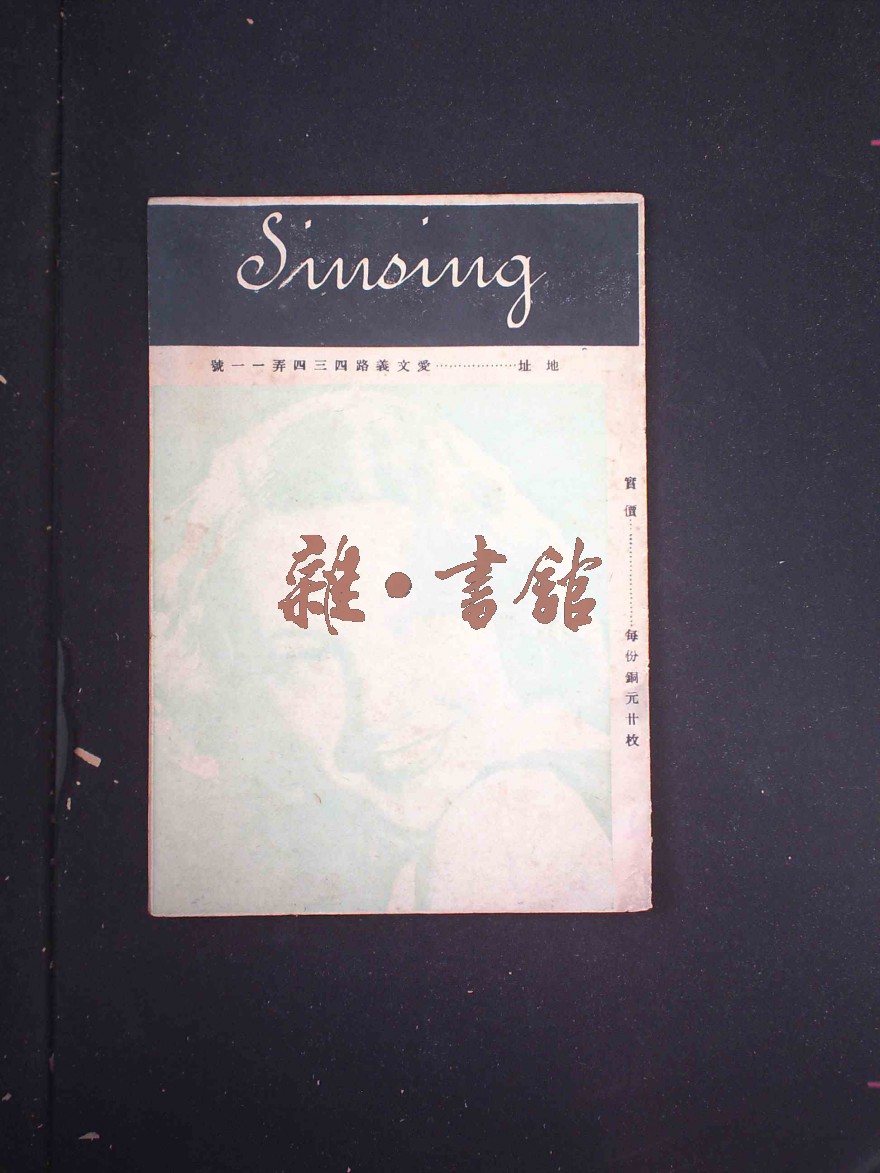 Sinsing
地址………………愛文義路四三四弄一一號
雜·書館
實價…………………每份銅元廿枚